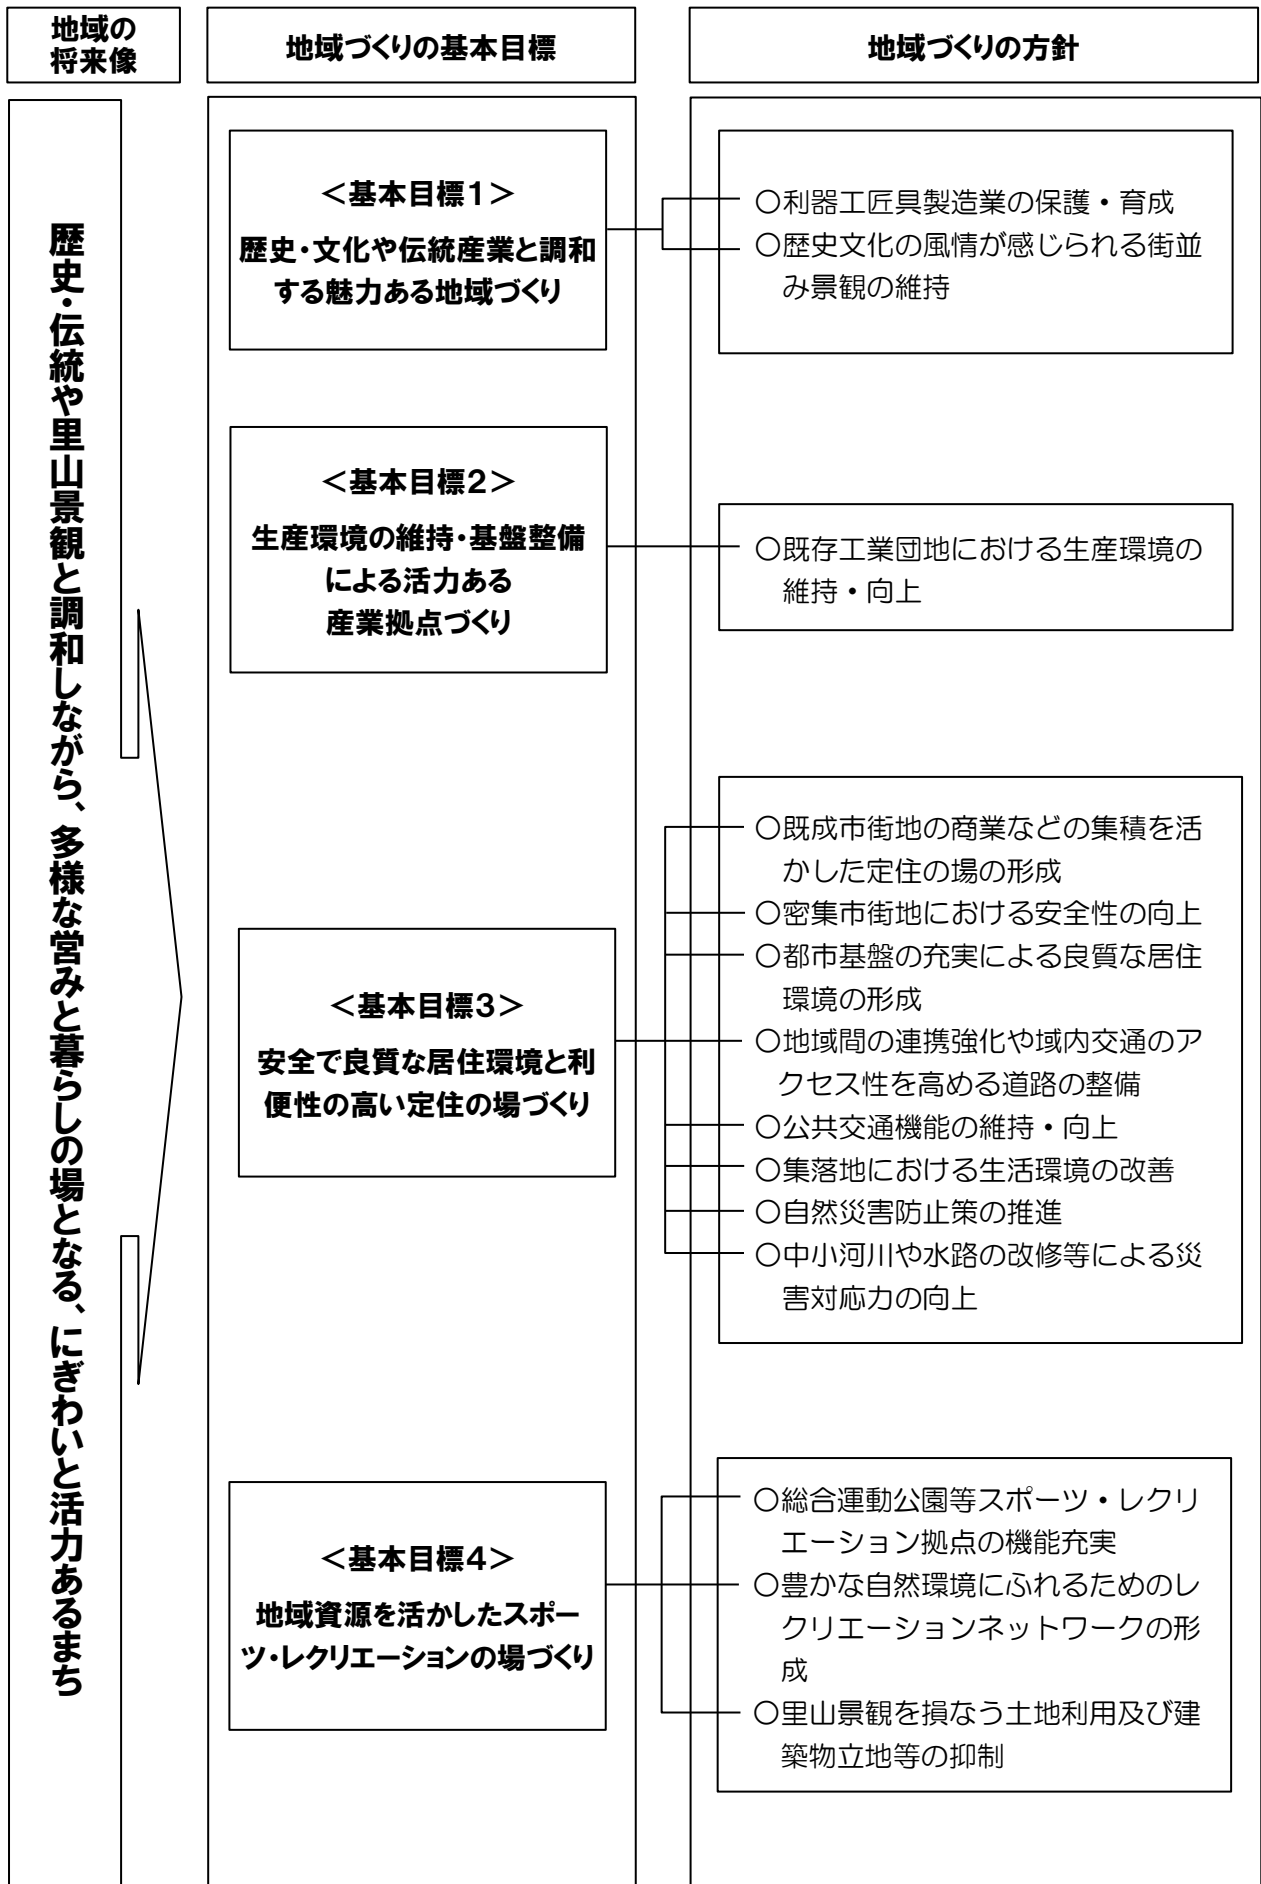 地域の
将来像
地域づくりの基本目標
地域づくりの方針
歴史・伝統や里山景観と調和しながら、多様な営みと暮らしの場となる、にぎわいと活力あるまち
＜基本目標１＞
歴史・文化や伝統産業と調和
する魅力ある地域づくり
○利器工匠具製造業の保護・育成
○歴史文化の風情が感じられる街並
み景観の維持
＜基本目標２＞
生産環境の維持・基盤整備
による活力ある
産業拠点づくり
○既存工業団地における生産環境の
維持・向上
＜基本目標３＞
安全で良質な居住環境と利
便性の高い定住の場づくり
○既成市街地の商業などの集積を活
かした定住の場の形成
○密集市街地における安全性の向上
○都市基盤の充実による良質な居住
環境の形成
○地域間の連携強化や域内交通のア
クセス性を高める道路の整備
○公共交通機能の維持・向上
○集落地における生活環境の改善
○自然災害防止策の推進
○中小河川や水路の改修等による災
害対応力の向上
＜基本目標４＞
地域資源を活かしたスポー
ツ・レクリエーションの場づくり
○総合運動公園等スポーツ・レクリ
エーション拠点の機能充実
○豊かな自然環境にふれるためのレ
クリエーションネットワークの形
成
○里山景観を損なう土地利用及び建
築物立地等の抑制